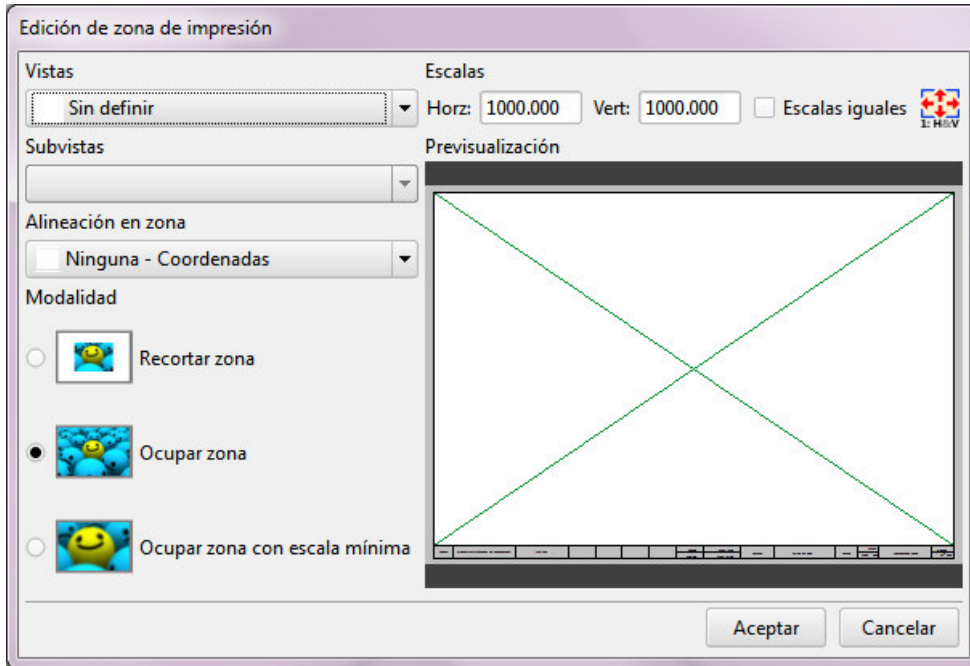 Edición de zona de impresión
Vistas
Sin definir
Subvistas
Alineación en zona
Ninguna - Coordenadas
Modalidad
Recortar zona
Ocupar zona
Ocupar zona con escala mínima
Escalas
Horz: 1000.000 Vert: 1000.000 Escalas iguales
1: H&V
Previsualización
Aceptar Cancelar